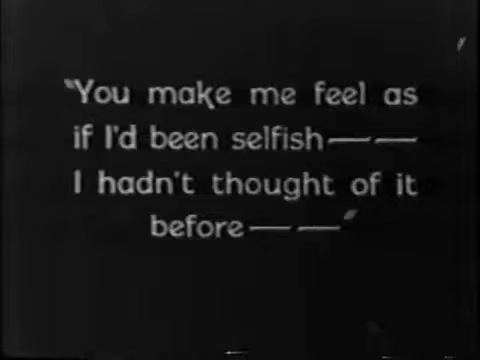 "You make me feel as
if I'd been selfish — —
I hadn't thought of it
before — —"